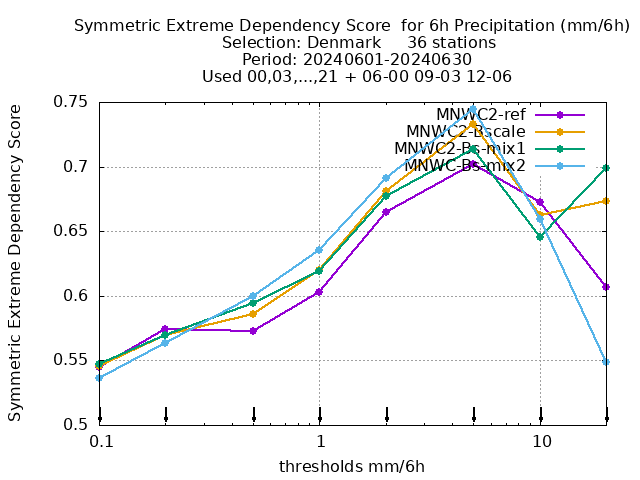 Symmetric Extreme Dependency Score  for 6h Precipitation (mm/6h)
Selection: Denmark     36 stations
Period: 20240601-20240630
Used 00,03,...,21 + 06-00 09-03 12-06
Symmetric Extreme Dependency Score
0.75
0.7
0.65
0.6
0.55
0.5
MNWC2-ref
MNWC2-Bscale
MNWC2-Bs-mix1
MNWC-Bs-mix2
0.1
1
10
thresholds mm/6h